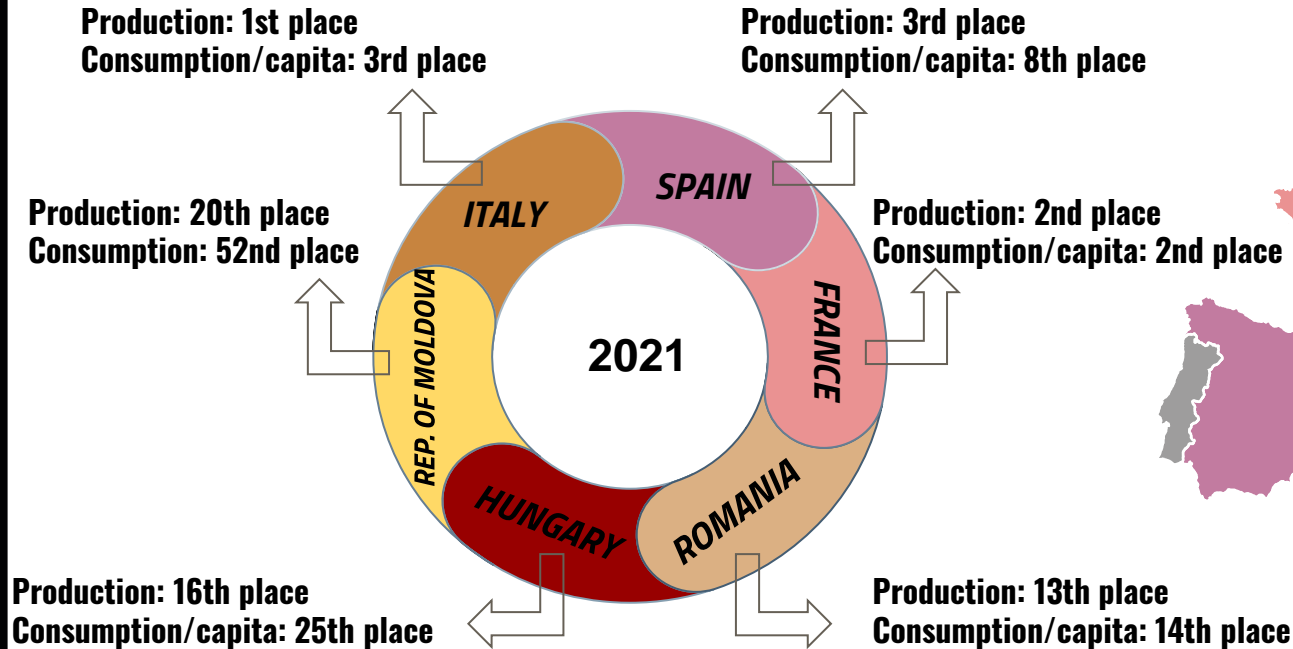 Production: 1st place
Consumption/capita: 3rd place
Production: 3rd place
Consumption/capita: 8th place
ITALY
SPAIN
Production: 20th place
Consumption: 52nd place
Production: 2nd place
Consumption/capita: 2nd place
REP. OF MOLDOVA
2021
FRANCE
HUNGARY
ROMANIA
Production: 16th place
Consumption/capita: 25th place
Production: 13th place
Consumption/capita: 14th place